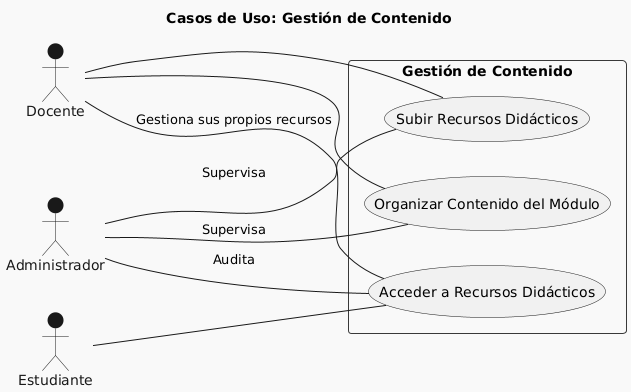 Casos de Uso: Gestión de Contenido
Gestión de Contenido
Docente
Subir Recursos Didácticos
Gestiona sus propios recursos
Supervisa
Organizar Contenido del Módulo
Supervisa
Administrador
Audita
Acceder a Recursos Didácticos
Estudiante